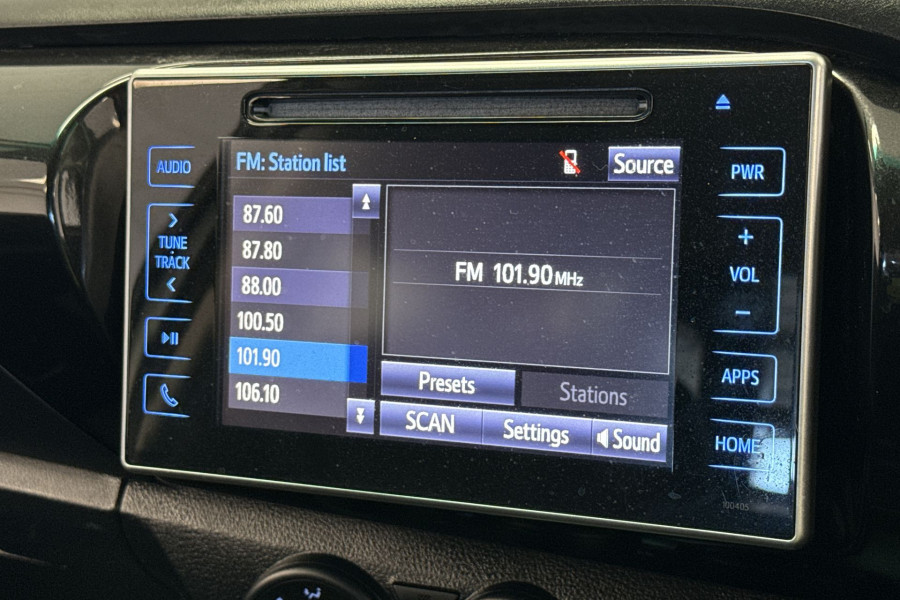 AUDIO
TUNE
TRACK
FM: Station list
Source
87.60
87.80
88.00
100.50
101.90
106.10
FM 101.90 MHz
Presets
Stations
SCAN
Settings
Sound
PWR
+
VOL
−
APPS
HOME
100405